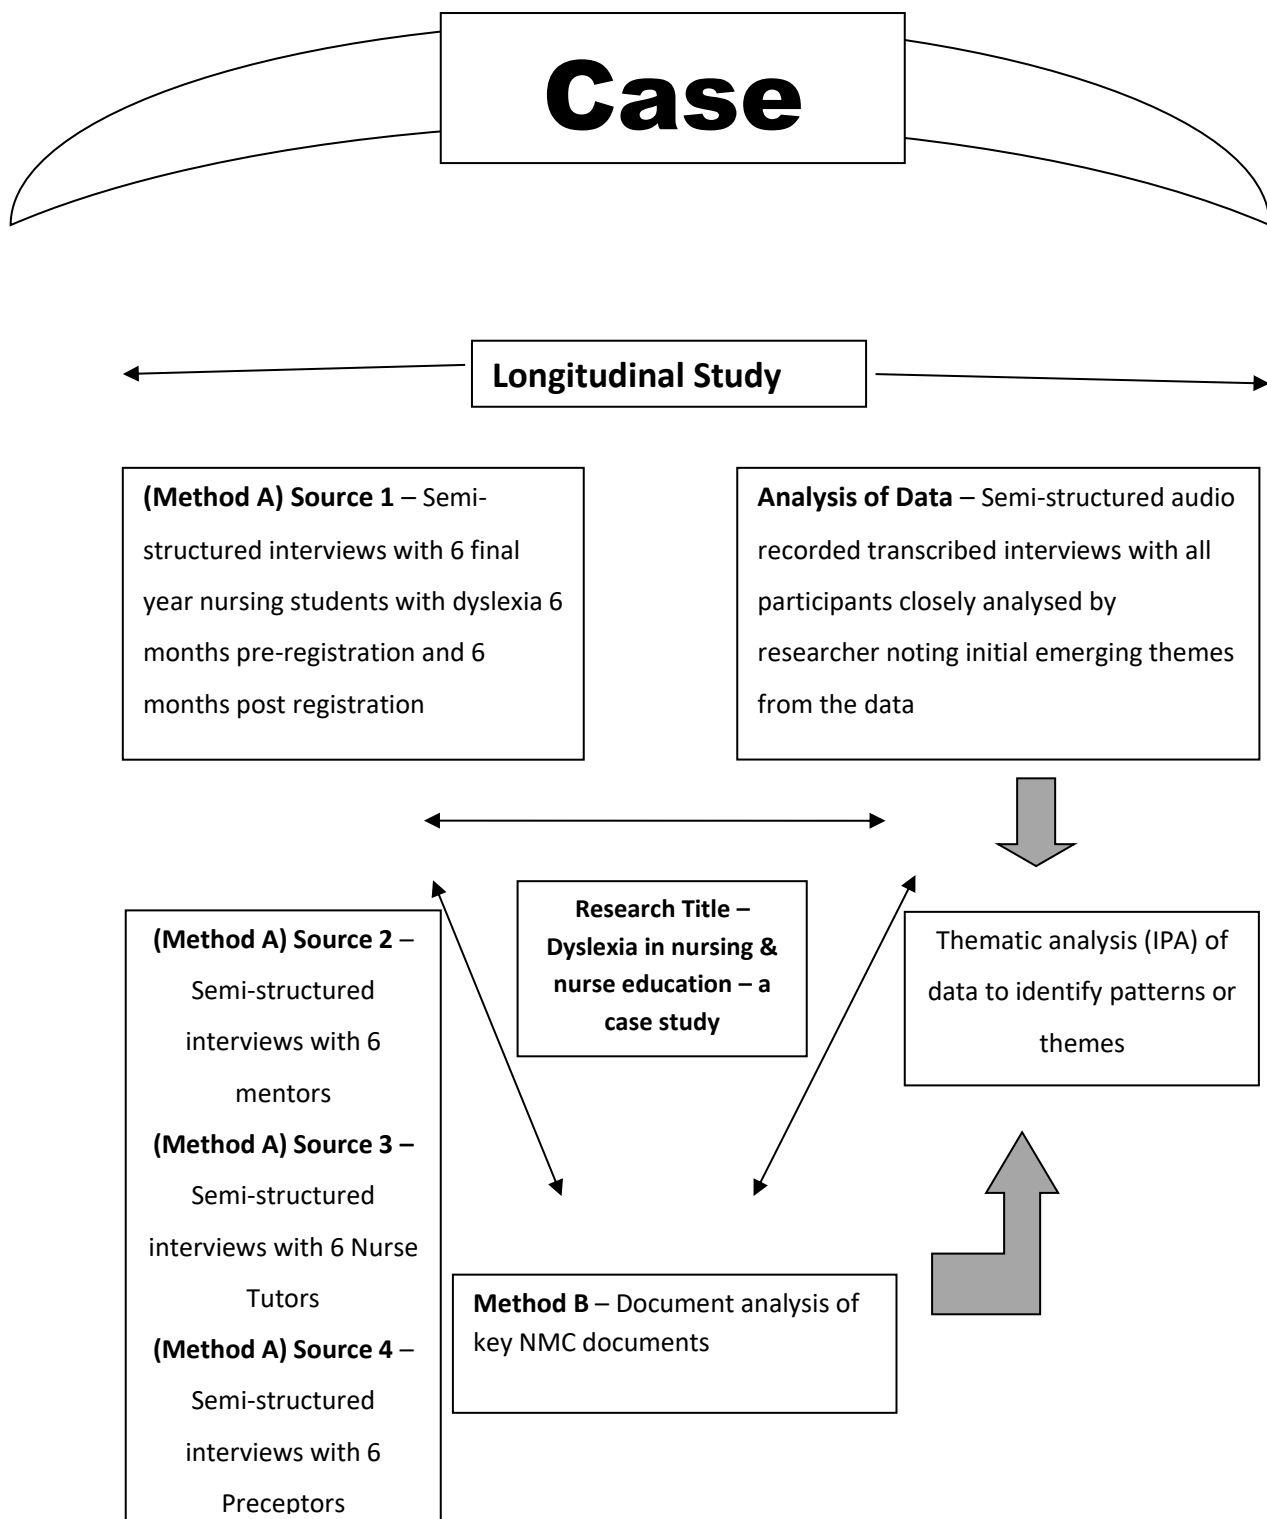 Case
Longitudinal Study
(Method A) Source 1 – Semi-
structured interviews with 6 final
year nursing students with dyslexia 6
months pre-registration and 6
months post registration
Analysis of Data – Semi-structured audio
recorded transcribed interviews with all
participants closely analysed by
researcher noting initial emerging themes
from the data
(Method A) Source 2 –
Semi-structured
interviews with 6
mentors
(Method A) Source 3 –
Semi-structured
interviews with 6 Nurse
Tutors
(Method A) Source 4 –
Semi-structured
interviews with 6
Preceptors
Research Title –
Dyslexia in nursing &
nurse education – a
case study
Thematic analysis (IPA) of
data to identify patterns or
themes
Method B – Document analysis of
key NMC documents